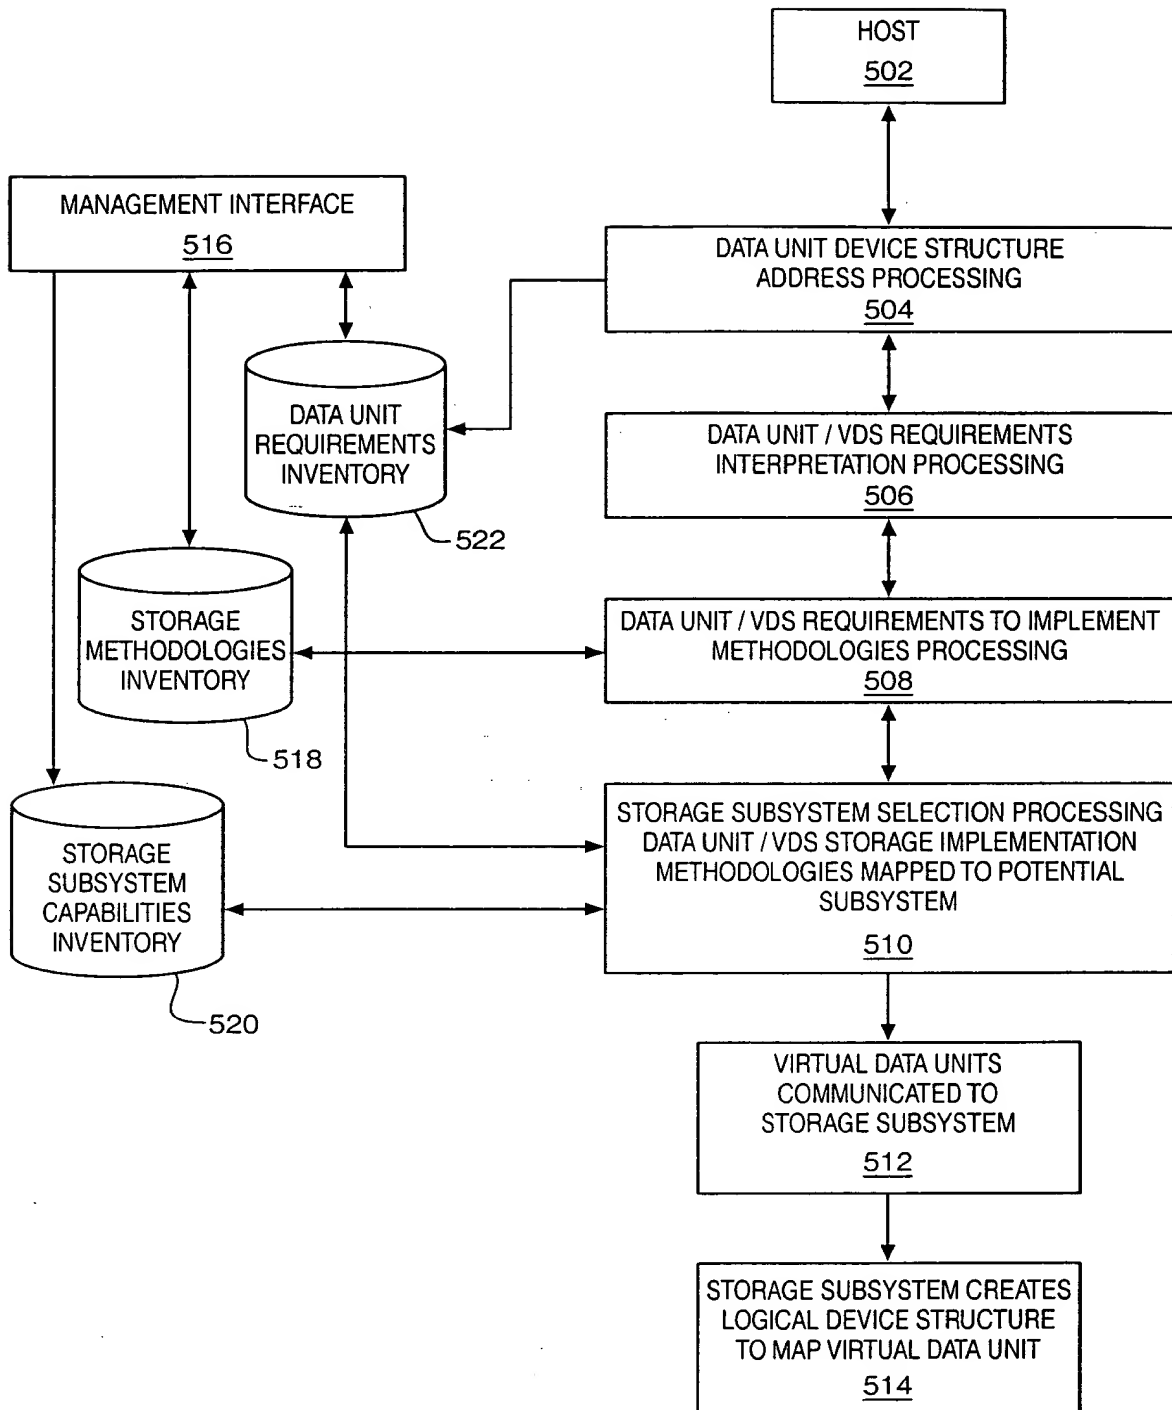 HOST
502
MANAGEMENT INTERFACE
516
DATA UNIT DEVICE STRUCTURE
ADDRESS PROCESSING
504
DATA UNIT
REQUIREMENTS
INVENTORY
522
DATA UNIT / VDS REQUIREMENTS
INTERPRETATION PROCESSING
506
STORAGE
METHODOLOGIES
INVENTORY
518
DATA UNIT / VDS REQUIREMENTS TO IMPLEMENT
METHODOLOGIES PROCESSING
508
STORAGE
SUBSYSTEM
CAPABILITIES
INVENTORY
520
STORAGE SUBSYSTEM SELECTION PROCESSING
DATA UNIT / VDS STORAGE IMPLEMENTATION
METHODOLOGIES MAPPED TO POTENTIAL
SUBSYSTEM
510
VIRTUAL DATA UNITS
COMMUNICATED TO
STORAGE SUBSYSTEM
512
STORAGE SUBSYSTEM CREATES
LOGICAL DEVICE STRUCTURE
TO MAP VIRTUAL DATA UNIT
514